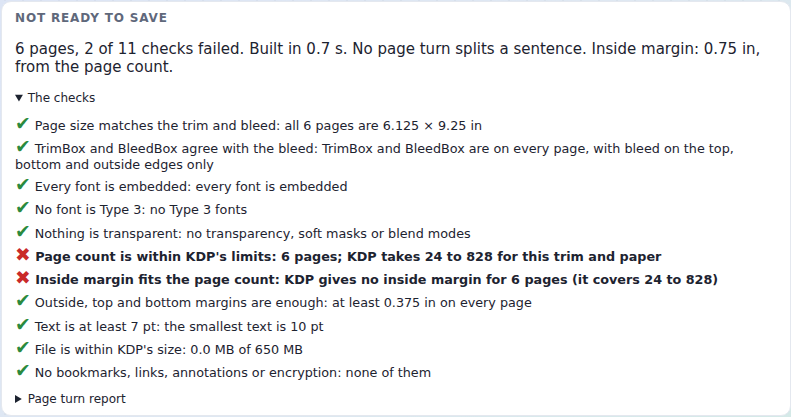 NOT READY TO SAVE
6 pages, 2 of 11 checks failed. Built in 0.7 s. No page turn splits a sentence. Inside margin: 0.75 in,
from the page count.
▼ The checks
✔ Page size matches the trim and bleed: all 6 pages are 6.125 × 9.25 in
✔ TrimBox and BleedBox agree with the bleed: TrimBox and BleedBox are on every page, with bleed on the top,
bottom and outside edges only
✔ Every font is embedded: every font is embedded
✔ No font is Type 3: no Type 3 fonts
✔ Nothing is transparent: no transparency, soft masks or blend modes
✖ Page count is within KDP's limits: 6 pages; KDP takes 24 to 828 for this trim and paper
✖ Inside margin fits the page count: KDP gives no inside margin for 6 pages (it covers 24 to 828)
✔ Outside, top and bottom margins are enough: at least 0.375 in on every page
✔ Text is at least 7 pt: the smallest text is 10 pt
✔ File is within KDP's size: 0.0 MB of 650 MB
✔ No bookmarks, links, annotations or encryption: none of them
▶ Page turn report